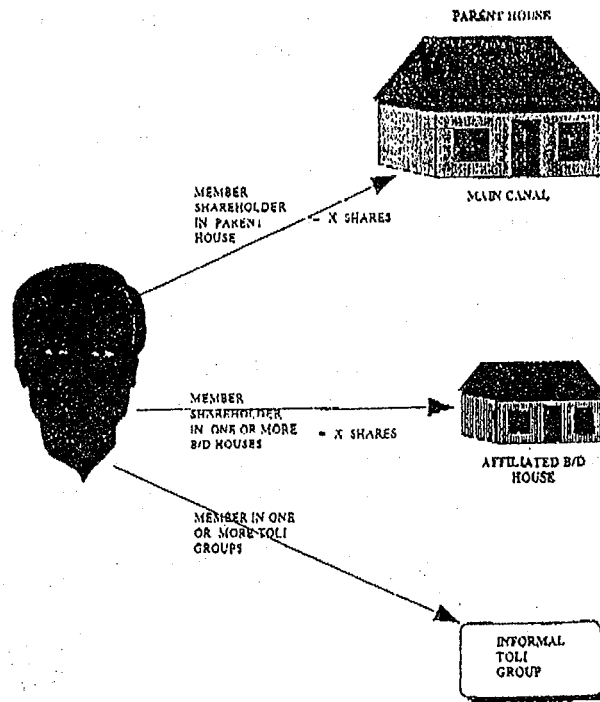 PARENT HOUSE
MAIN CANAL
MEMBER
SHAREHOLDER
IN PARENT
HOUSE
= X SHARES
MEMBER
SHAREHOLDER
IN ONE OR MORE
B/D HOUSES
= X SHARES
AFFILIATED B/D
HOUSE
MEMBER IN ONE
OR MORE TOLI
GROUPS
INFORMAL
TOLI
GROUP